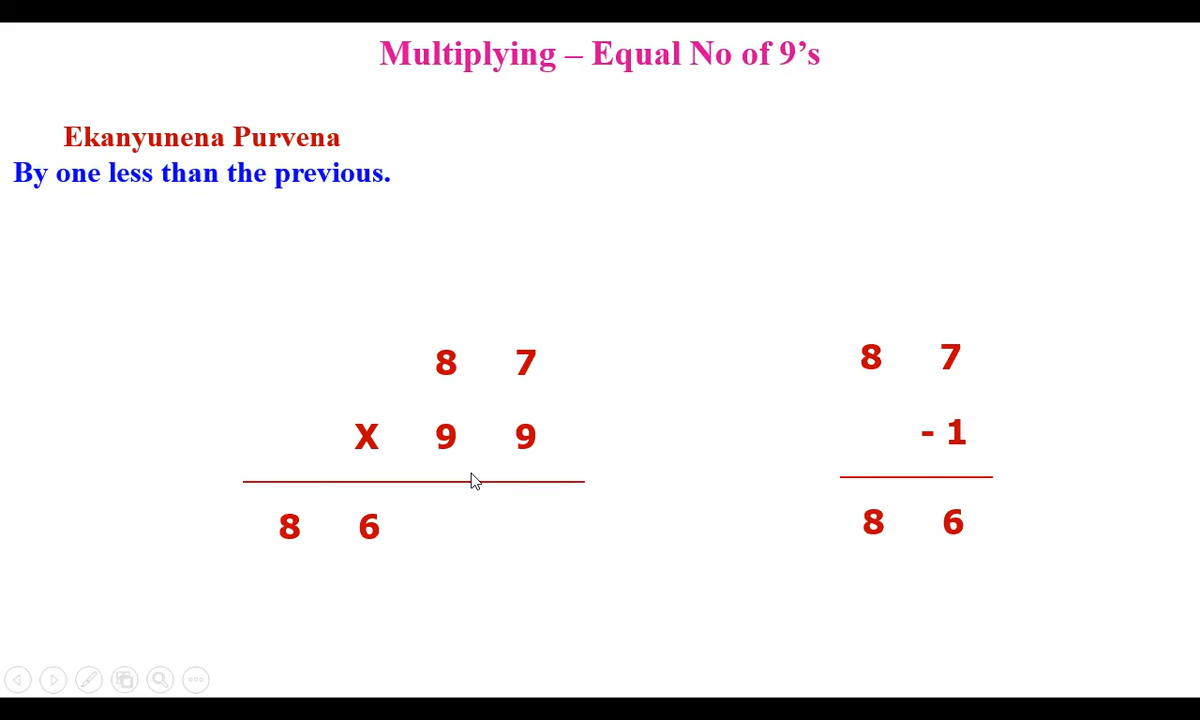 Multiplying – Equal No of 9’s
Ekanyunena Purvena
By one less than the previous.
8 7
X 9 9
8 6
8 7
- 1
8 6